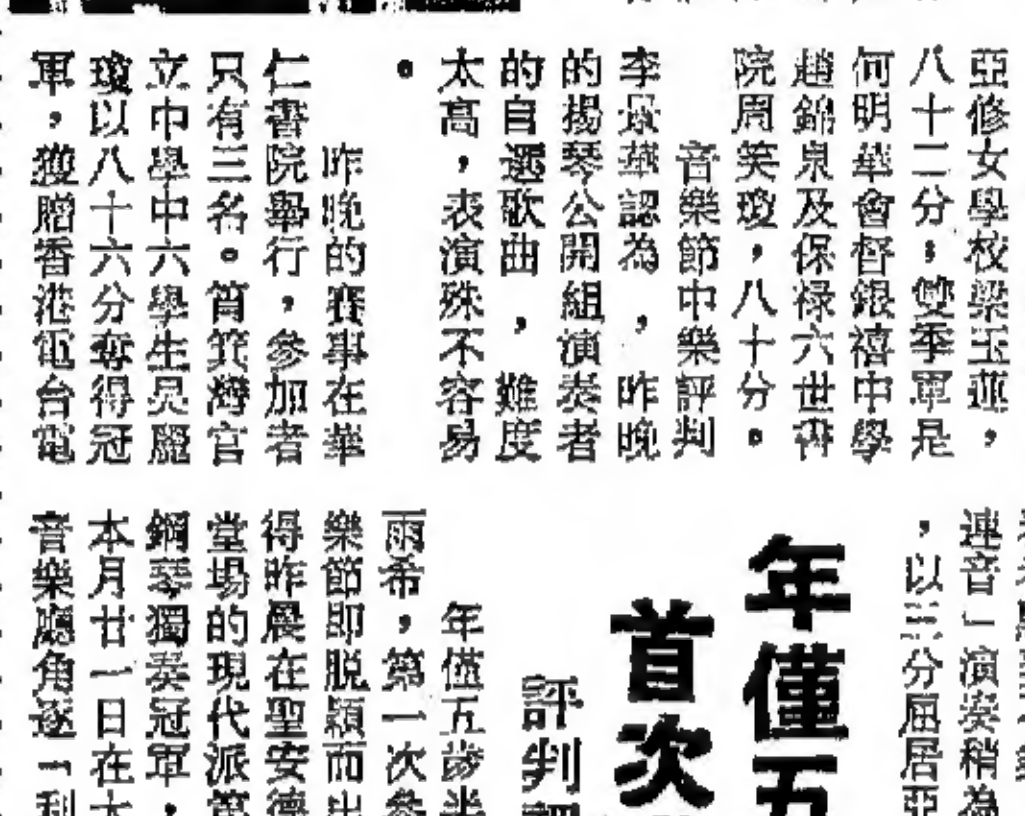 亞修女學校梁玉蓮，
八十二分；雙季軍是
何明華會督銀禧中學
趙錦泉及保祿六世書
院周笑瓊，八十分。
音樂節中樂評判
李景華認為，昨晚
的揚琴公開組演奏者
的自選歌曲，難度
太高，表演殊不容易
。
昨晚的賽事在華
仁書院舉行，參加者
只有三名。筲箕灣官
立中學中六學生吳麗
瓊以八十六分奪得冠
軍，獲贈香港電台電
連音」演奏稍為
，以三分屈居亞
年僅五
首次
評判
年僅五歲半
雨希，第一次參
樂節即脫穎而出
得昨晨在聖安德
堂場的現代派第
鋼琴獨奏冠軍，
本月廿一日在大
音樂廳角逐一利